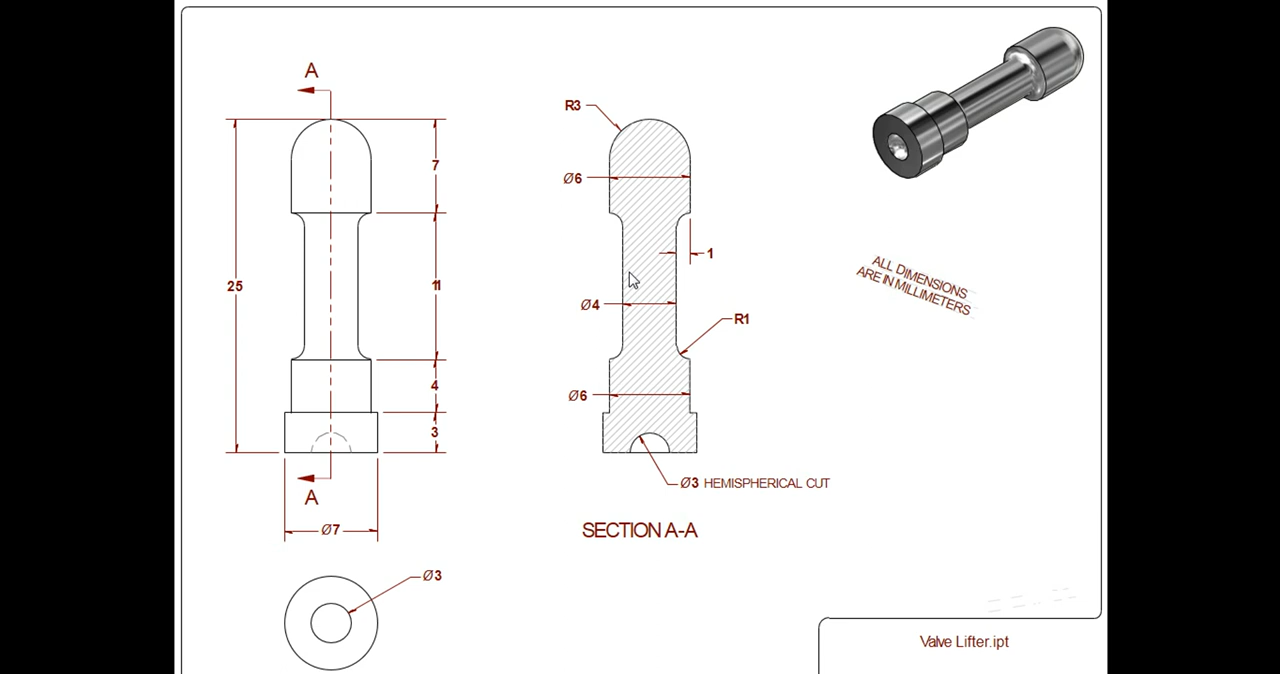 A
R3
7
Ø6
25
11
1
ALL DIMENSIONS
ARE IN MILLIMETERS
Ø4
R1
4
Ø6
3
A
Ø3 HEMISPHERICAL CUT
Ø7
SECTION A-A
Ø3
Valve Lifter.ipt